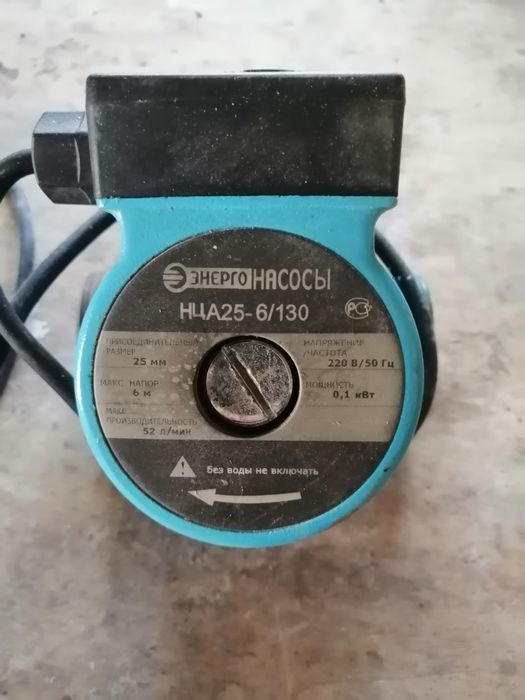 ЭНЕРГОНАСОСЫ
НЦА25-6/130
РСТ
ПРИСОЕДИНИТЕЛЬНЫЙ
РАЗМЕР
25 мм
МАКС. НАПОР
6 м
МАКС.
ПРОИЗВОДИТЕЛЬНОСТЬ
52 л/мин
НАПРЯЖЕНИЕ
/ЧАСТОТА
220 В/50 Гц
МОЩНОСТЬ
0,1 кВт
Без воды не включать